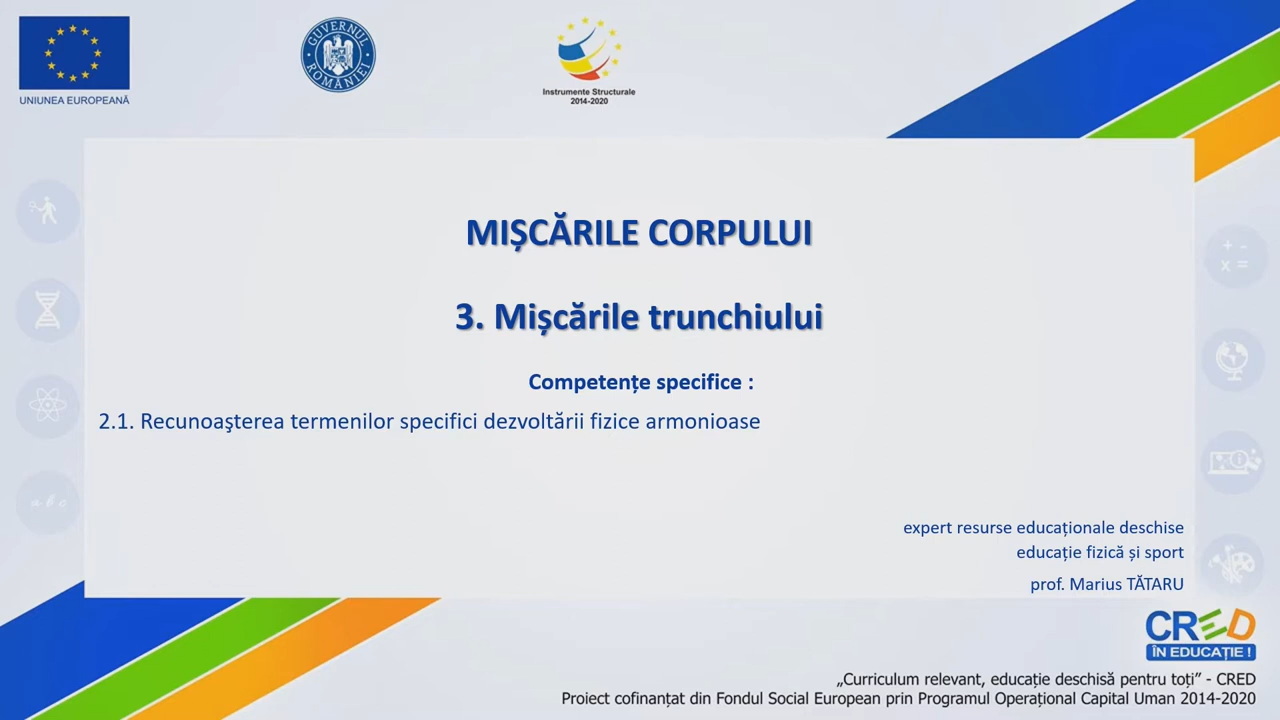 UNIUNEA EUROPEANĂ
GUVERNUL ROMÂNIEI
Instrumente Structurale
2014-2020
MIȘCĂRILE CORPULUI
3. Mișcările trunchiului
Competențe specifice :
2.1. Recunoaşterea termenilor specifici dezvoltării fizice armonioase
+ -
x =
a b c
expert resurse educaționale deschise
educație fizică și sport
prof. Marius TĂTARU
CRED
ÎN EDUCAȚIE !
„Curriculum relevant, educație deschisă pentru toți” - CRED
Proiect cofinanțat din Fondul Social European prin Programul Operațional Capital Uman 2014-2020